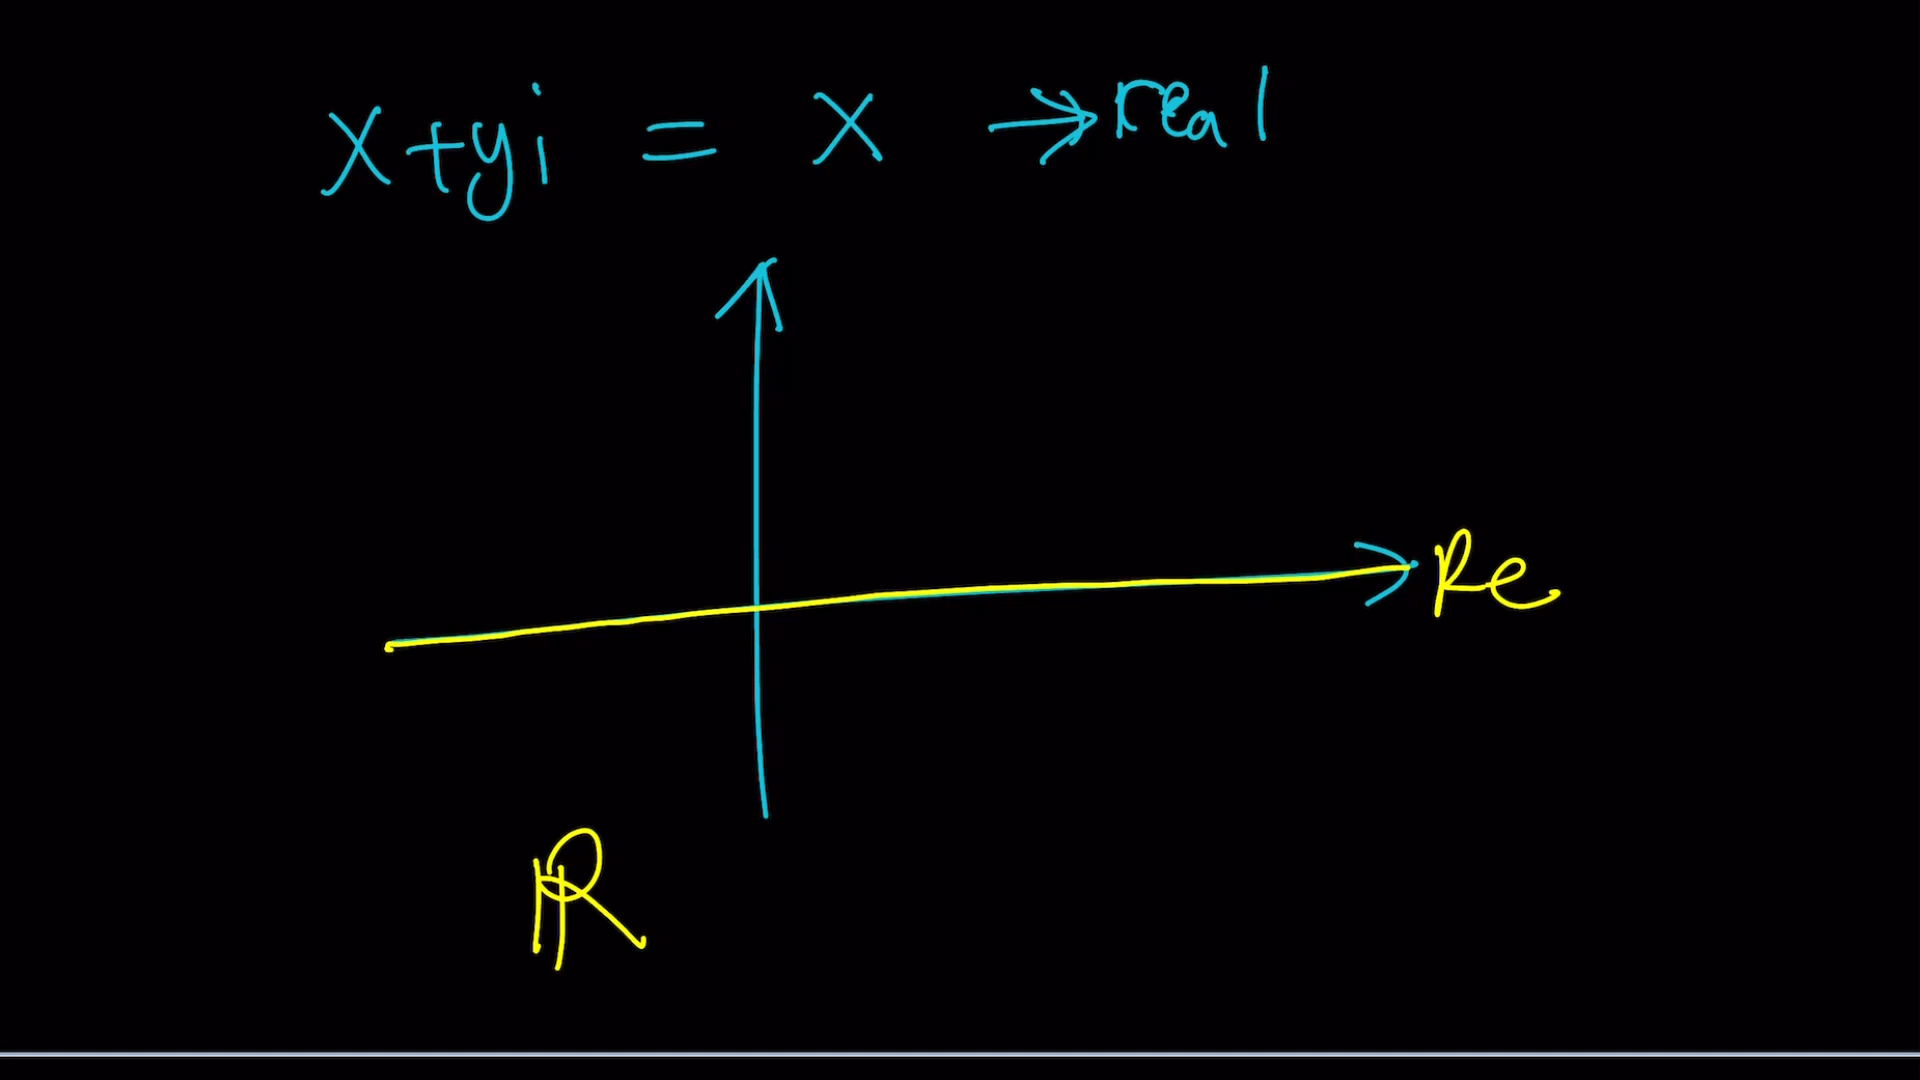 x+yi = x → real
Re
ℝ